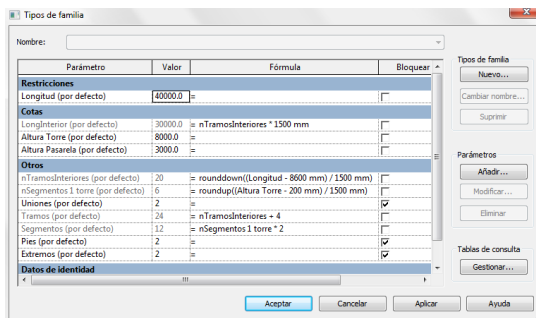 Tipos de familia
Nombre:
Parámetro Valor Fórmula Bloquear
Restricciones
Longitud (por defecto) 40000.0 =
Cotas
LongInterior (por defecto) 30000.0 = nTramosInteriores * 1500 mm
Altura Torre (por defecto) 8000.0 =
Altura Pasarela (por defecto) 3000.0 =
Otros
nTramosInteriores (por defecto) 20 = rounddown((Longitud - 8600 mm) / 1500 mm)
nSegmentos 1 torre (por defecto) 6 = roundup((Altura Torre - 200 mm) / 1500 mm)
Uniones (por defecto) 2 =
Tramos (por defecto) 24 = nTramosInteriores + 4
Segmentos (por defecto) 12 = nSegmentos 1 torre * 2
Pies (por defecto) 2 =
Extremos (por defecto) 2 =
Datos de identidad
Tipos de familia
Nuevo...
Cambiar nombre...
Suprimir
Parámetros
Añadir...
Modificar...
Eliminar
Tablas de consulta
Gestionar...
Aceptar Cancelar Aplicar Ayuda